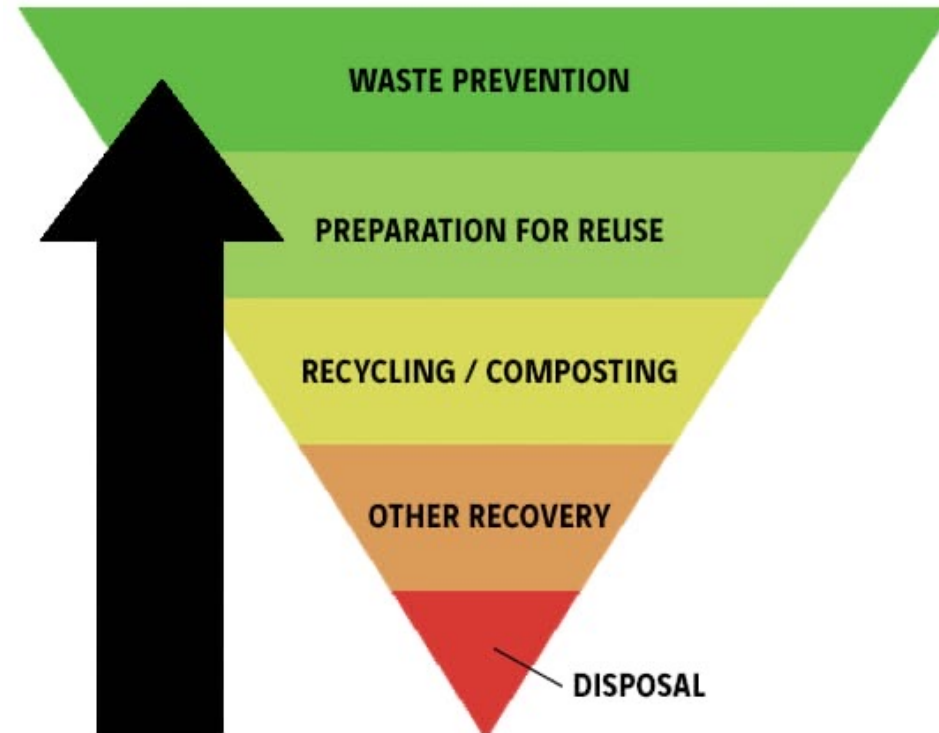 WASTE PREVENTION
PREPARATION FOR REUSE
RECYCLING / COMPOSTING
OTHER RECOVERY
DISPOSAL